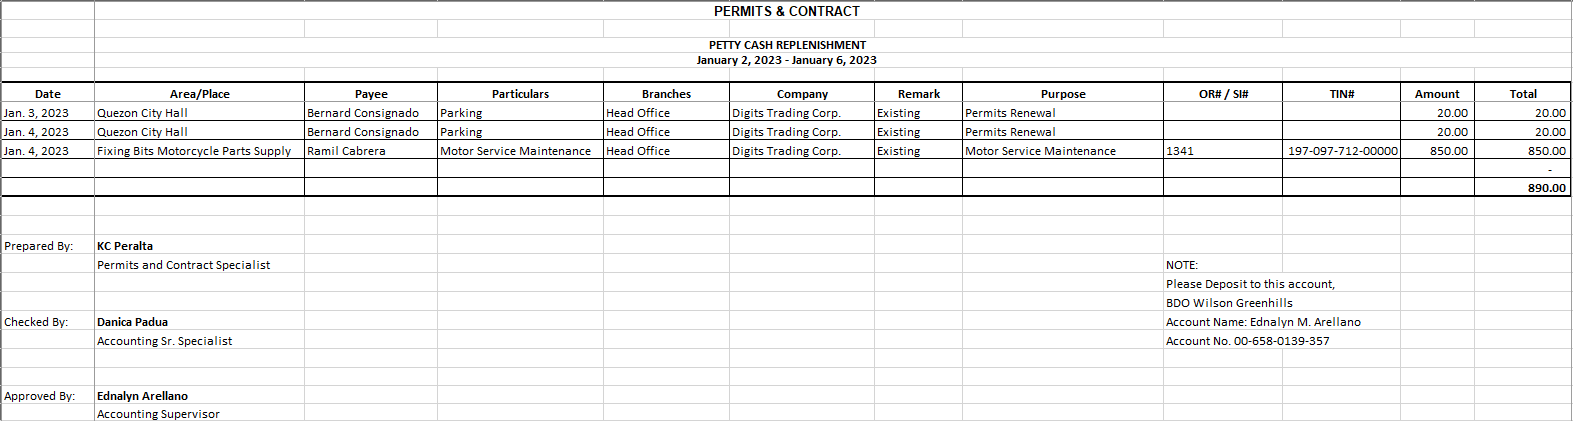 PERMITS & CONTRACT
PETTY CASH REPLENISHMENT
January 2, 2023 - January 6, 2023
Date Area/Place Payee Particulars Branches Company Remark Purpose OR# / SI# TIN# Amount Total
Jan. 3, 2023 Quezon City Hall Bernard Consignado Parking Head Office Digits Trading Corp. Existing Permits Renewal 20.00 20.00
Jan. 4, 2023 Quezon City Hall Bernard Consignado Parking Head Office Digits Trading Corp. Existing Permits Renewal 20.00 20.00
Jan. 4, 2023 Fixing Bits Motorcycle Parts Supply Ramil Cabrera Motor Service Maintenance Head Office Digits Trading Corp. Existing Motor Service Maintenance 1341 197-097-712-00000 850.00 850.00
-
890.00
Prepared By: KC Peralta
Permits and Contract Specialist
NOTE:
Please Deposit to this account,
BDO Wilson Greenhills
Checked By: Danica Padua
Account Name: Ednalyn M. Arellano
Accounting Sr. Specialist
Account No. 00-658-0139-357
Approved By: Ednalyn Arellano
Accounting Supervisor